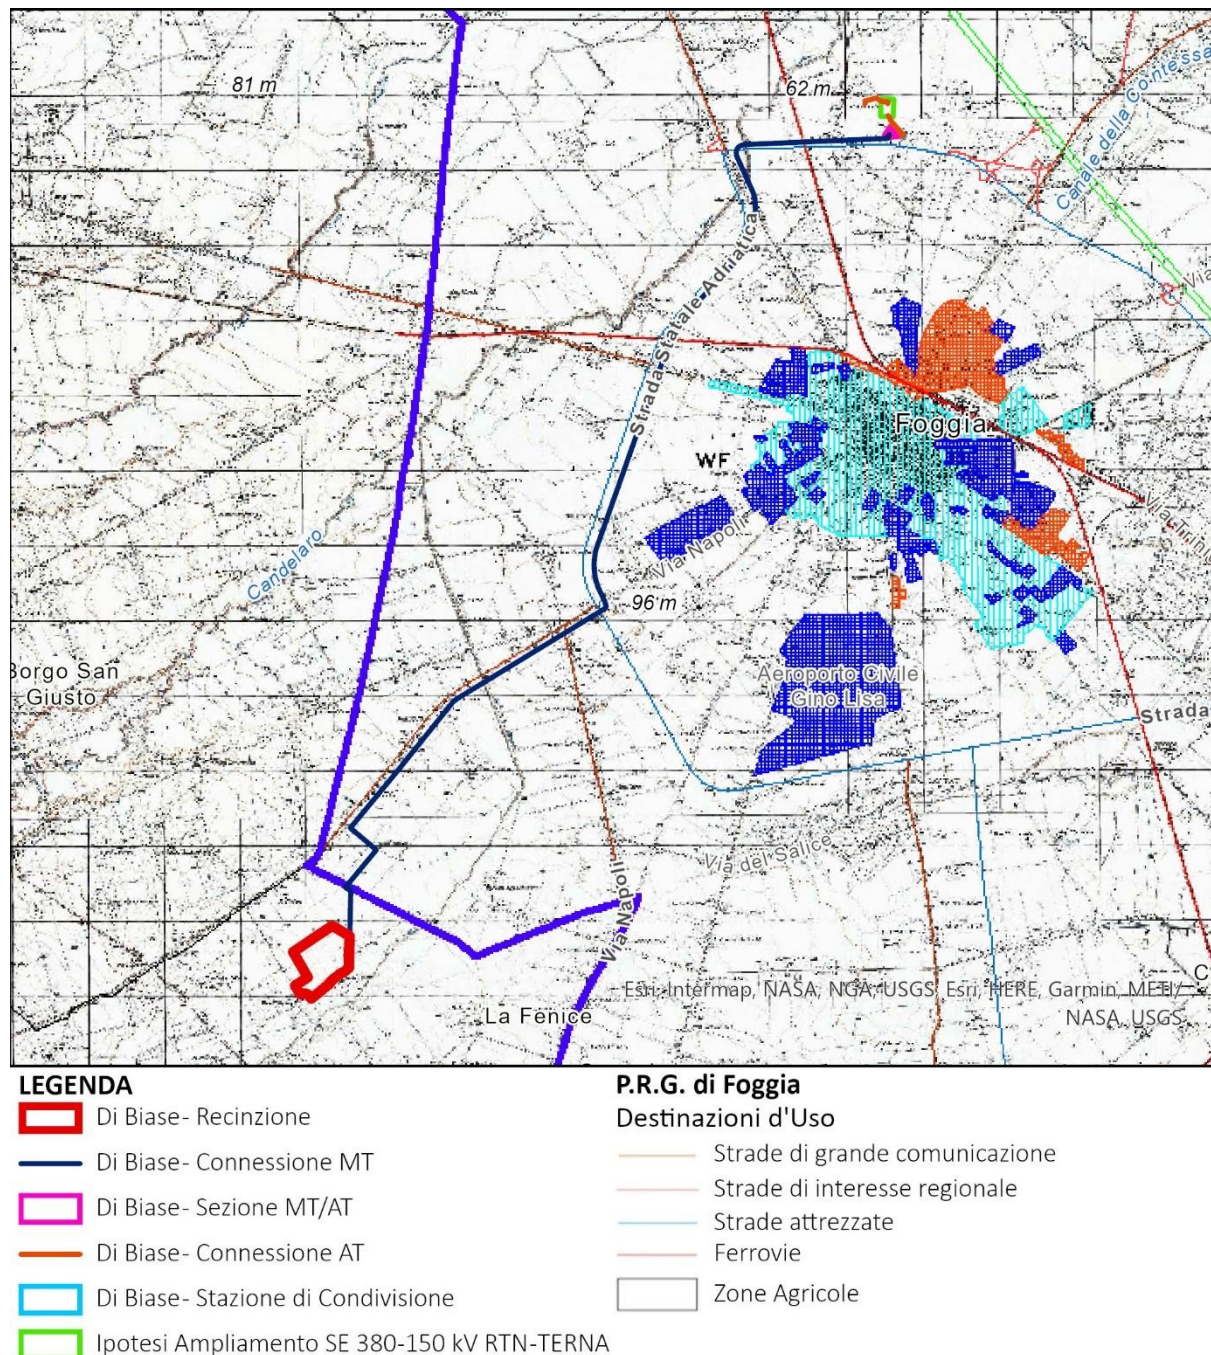 81 m
62 m
Canale della Contessa
Strada Statale Adriatica
Foggia
WF
Via Napoli
Candelaro
96 m
Borgo San
Giusto
Aeroporto Civile
Gino Lisa
Strada
Via del Salice
Via Napoli
La Fenice
Esri, Intermap, NASA, NGA, USGS, Esri, HERE, Garmin, METI/
NASA, USGS
LEGENDA
Di Biase- Recinzione
Di Biase- Connessione MT
Di Biase- Sezione MT/AT
Di Biase- Connessione AT
Di Biase- Stazione di Condivisione
Ipotesi Ampliamento SE 380-150 kV RTN-TERNA
P.R.G. di Foggia
Destinazioni d'Uso
Strade di grande comunicazione
Strade di interesse regionale
Strade attrezzate
Ferrovie
Zone Agricole